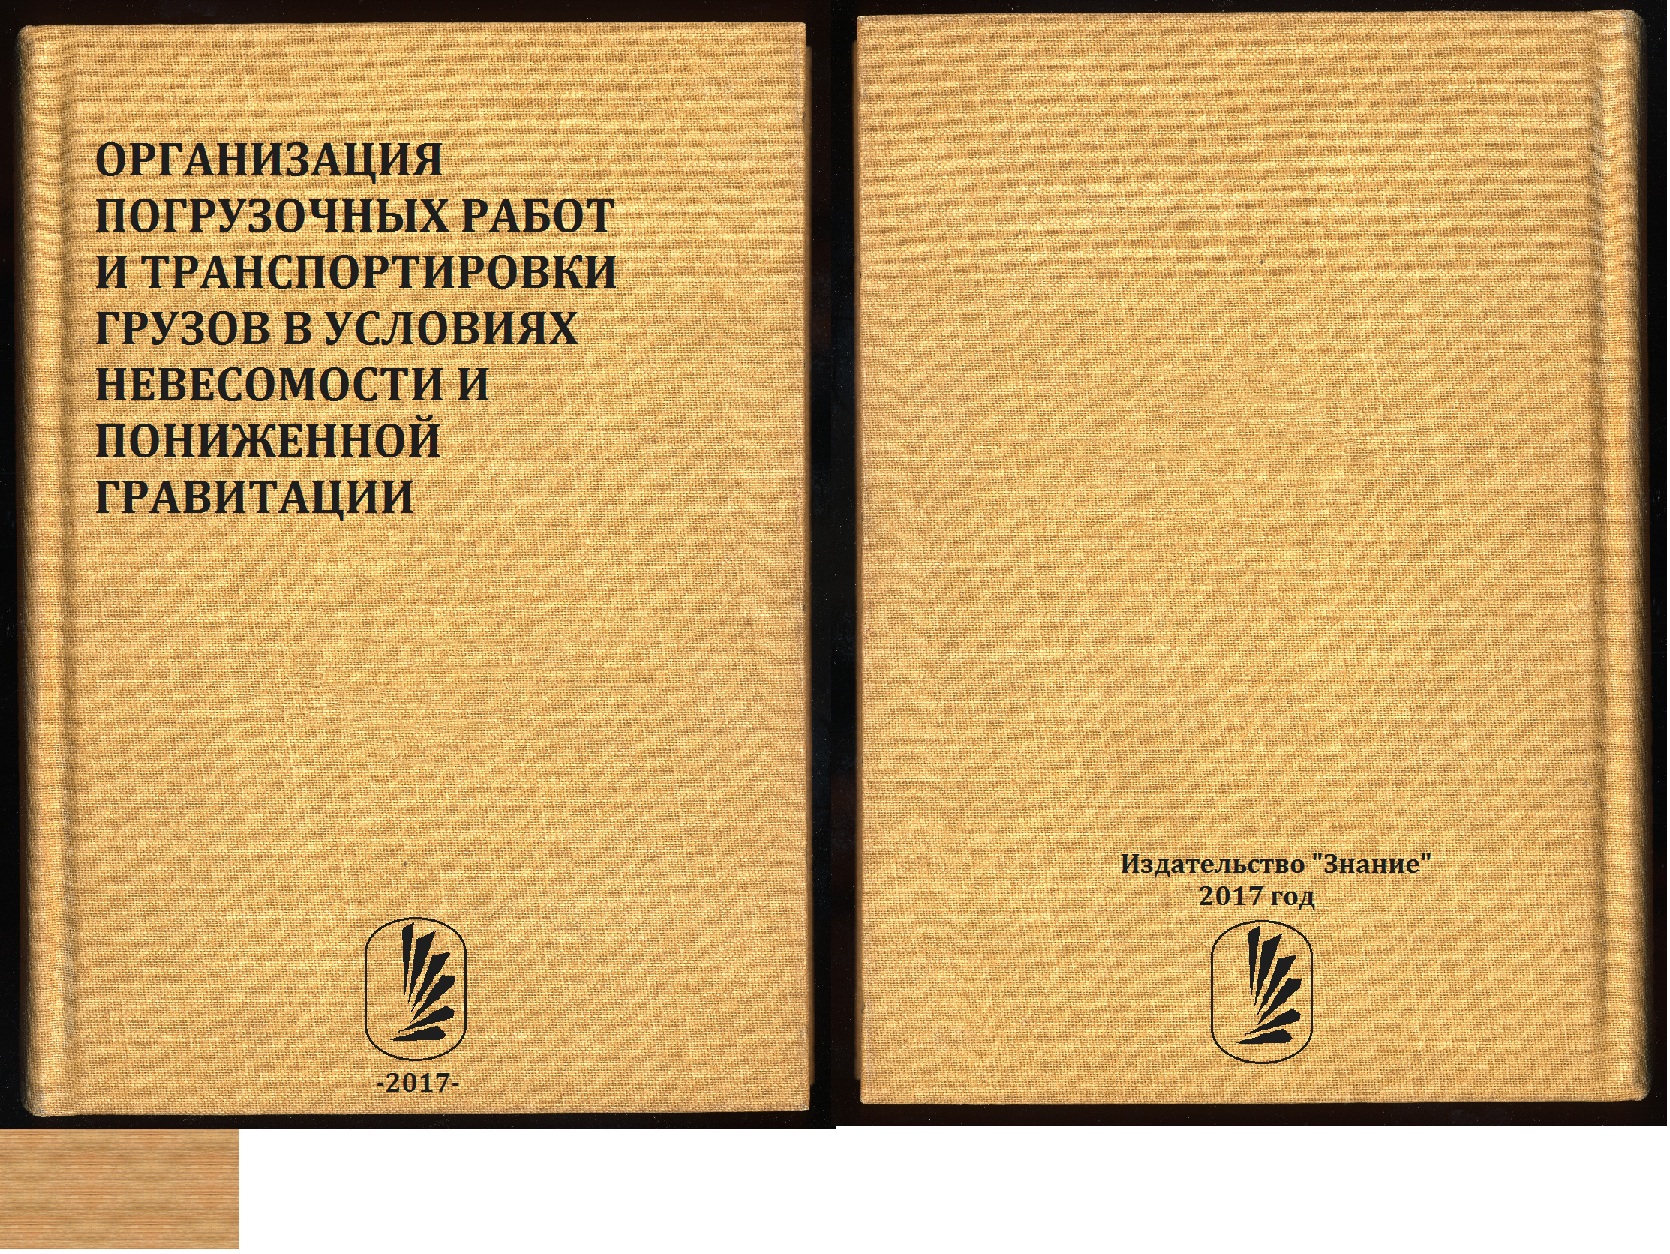 ОРГАНИЗАЦИЯ
ПОГРУЗОЧНЫХ РАБОТ
И ТРАНСПОРТИРОВКИ
ГРУЗОВ В УСЛОВИЯХ
НЕВЕСОМОСТИ И
ПОНИЖЕННОЙ
ГРАВИТАЦИИ
-2017-
Издательство "Знание"
2017 год